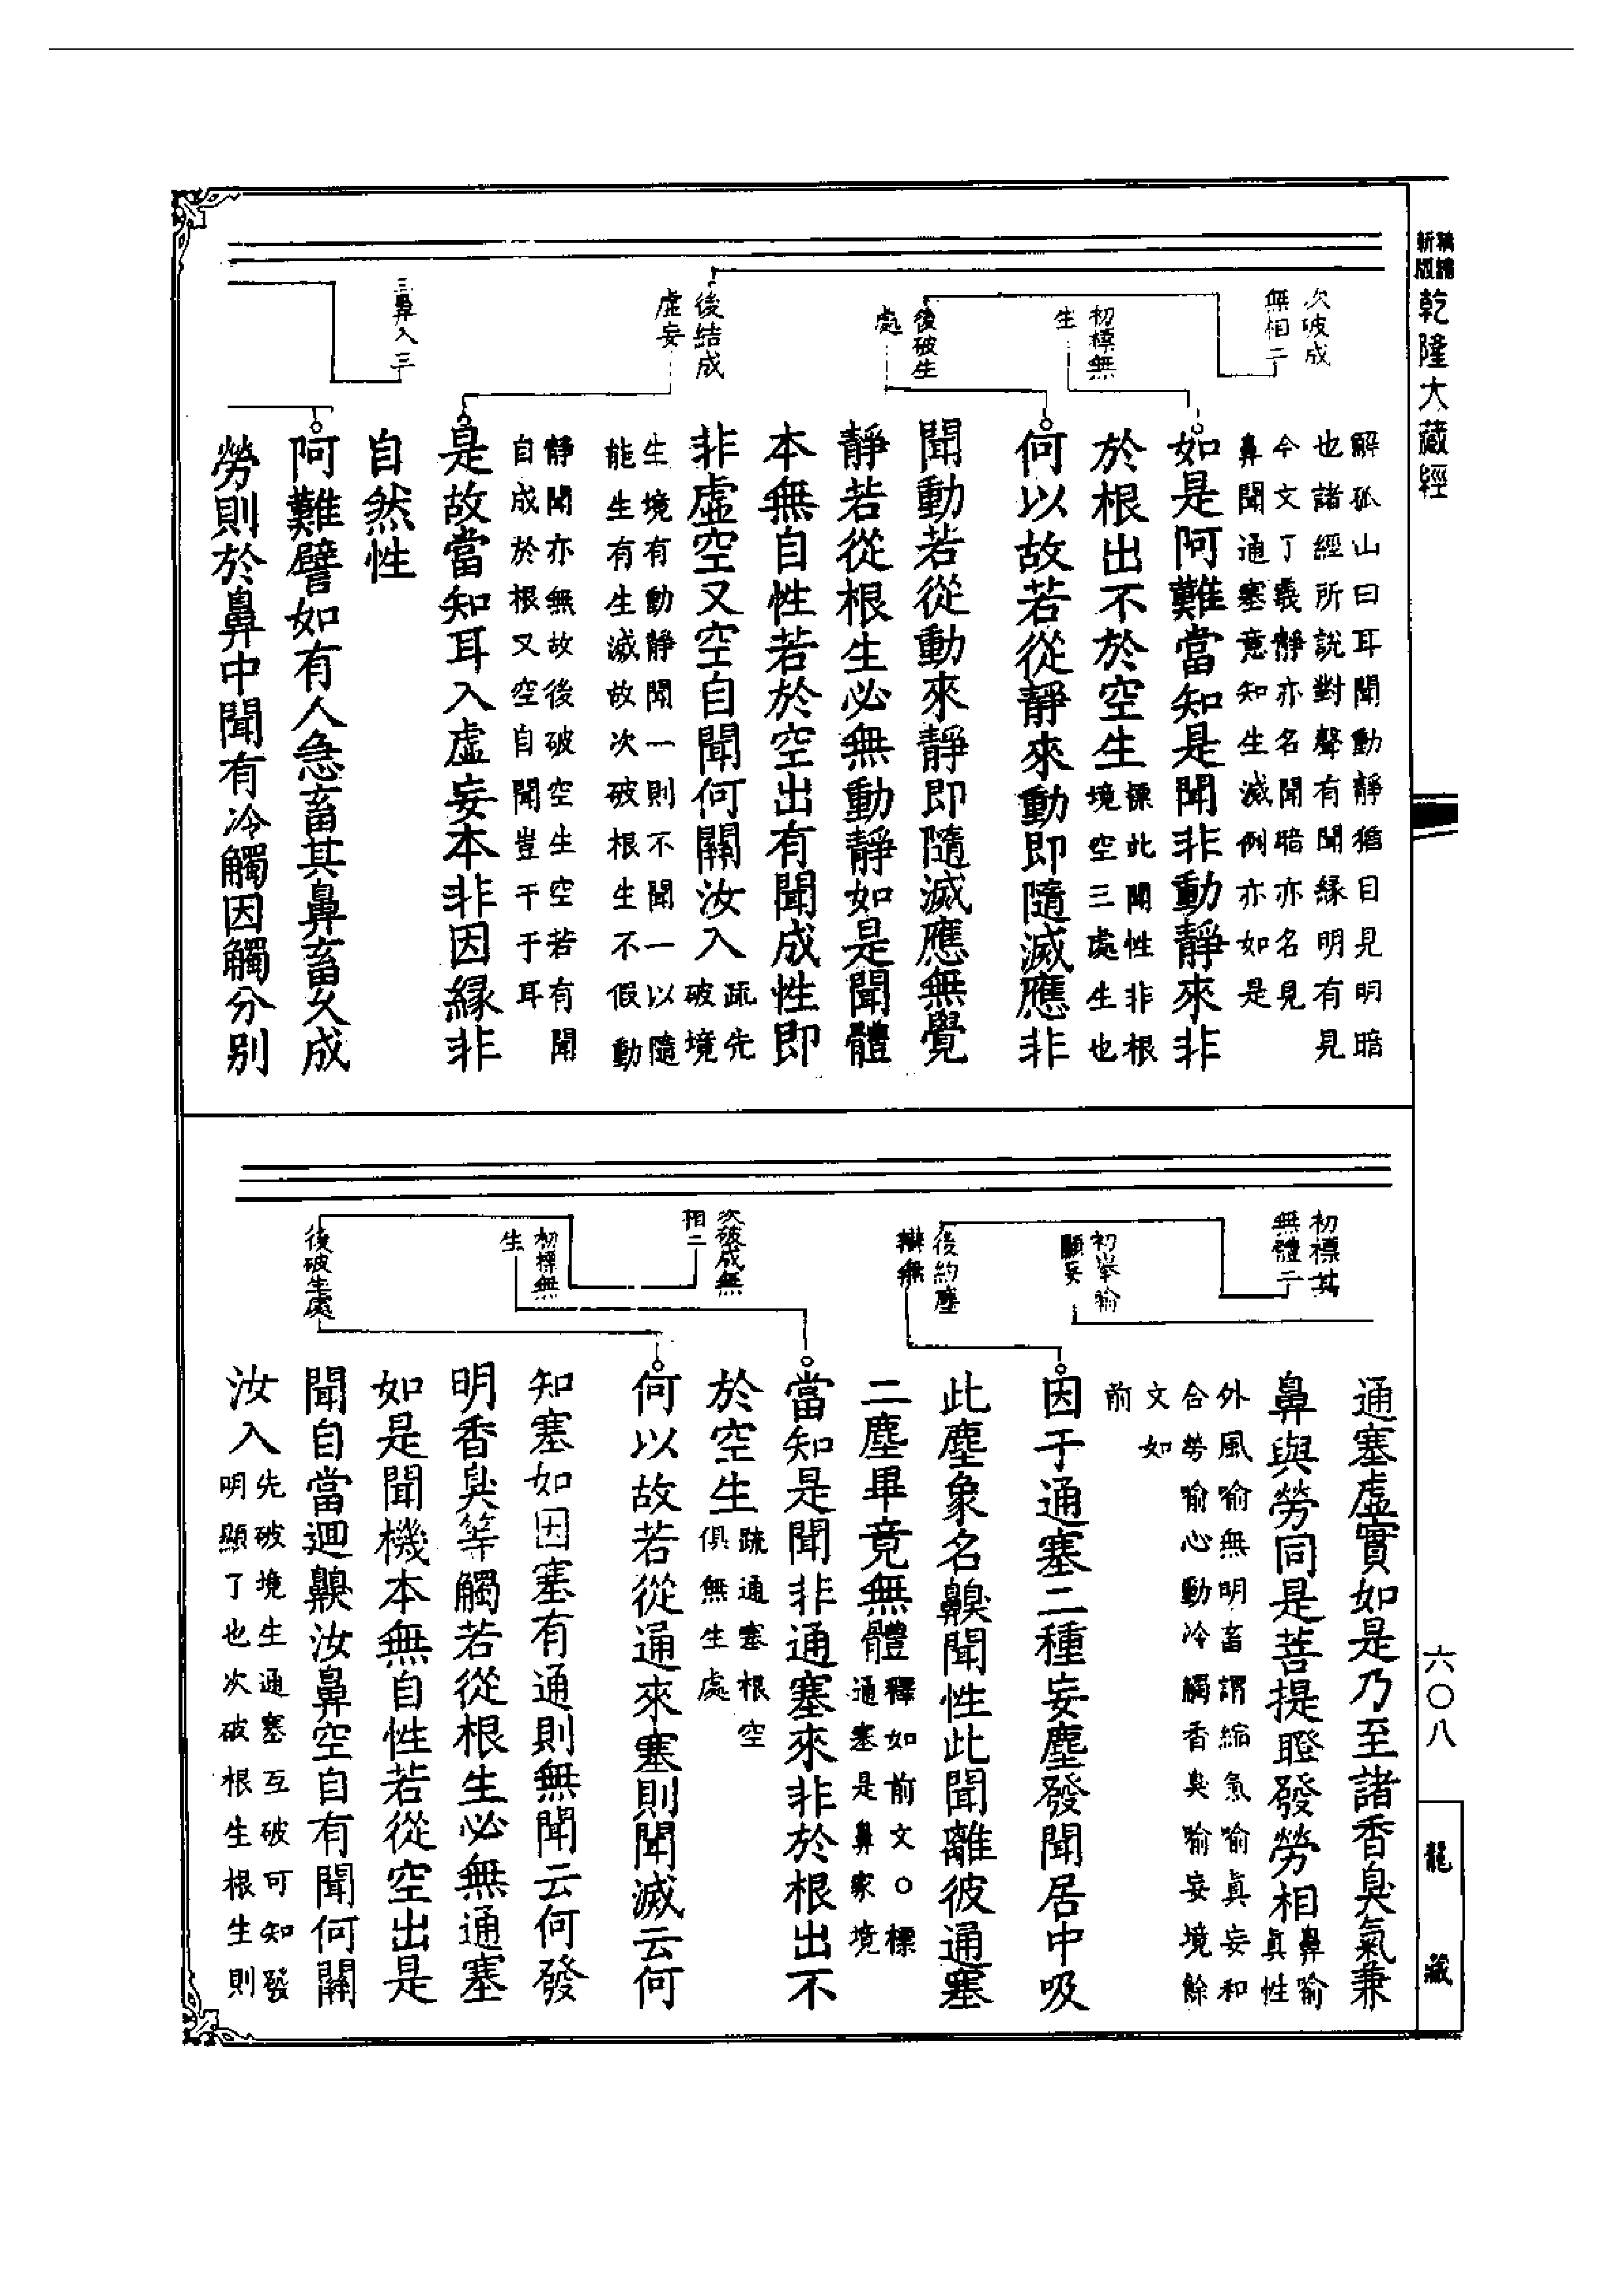 新版
精編
乾隆大藏經
次破成
無相二
初標無
生
後破生
處
後結成
虛妄
三鼻入三
解孤山曰耳聞動靜猶目見明暗
也諸經所說對聲有聞緣明有見
今文了義靜亦名聞暗亦名見
鼻聞通塞意知生滅例亦如是
如是阿難當知是聞非動靜來非
於根出不於空生
標此聞性非根
境空三處生也
何以故若從靜來動即隨滅應非
聞動若從動來靜即隨滅應無覺
靜若從根生必無動靜如是聞體
本無自性若於空出有聞成性即
非虛空又空自聞何關汝入
疏先
破境
生境有動靜聞一則不聞一以隨
能生有生滅故次破根生不假動
靜聞亦無故後破空生空若有聞
自成於根又空自聞豈干于耳
是故當知耳入虛妄本非因緣非
自然性
阿難譬如有人急畜其鼻畜久成
勞則於鼻中聞有冷觸因觸分別
初標其
無體二
初舉喻
顯妄
後約塵
辯無
次破成無
相二
初標無
生
後破生處
通塞虛實如是乃至諸香臭氣兼
鼻與勞同是菩提瞪發勞相
鼻喻
真性
外風喻無明畜謂縮氣喻真妄和
合勞喻心動冷觸香臭喻妄境餘
文如
前
因于通塞二種妄塵發聞居中吸
此塵象名齅聞性此聞離彼通塞
二塵畢竟無體
釋如前文○標
通塞是鼻家境
當知是聞非通塞來非於根出不
於空生
疏通塞根空
俱無生處
何以故若從通來塞則聞滅云何
知塞如因塞有通則無聞云何發
明香臭等觸若從根生必無通塞
如是聞機本無自性若從空出是
聞自當迴齅汝鼻空自有聞何關
汝入
先破境生通塞互破可知發
明顯了也次破根生根生則
六〇八
龍藏